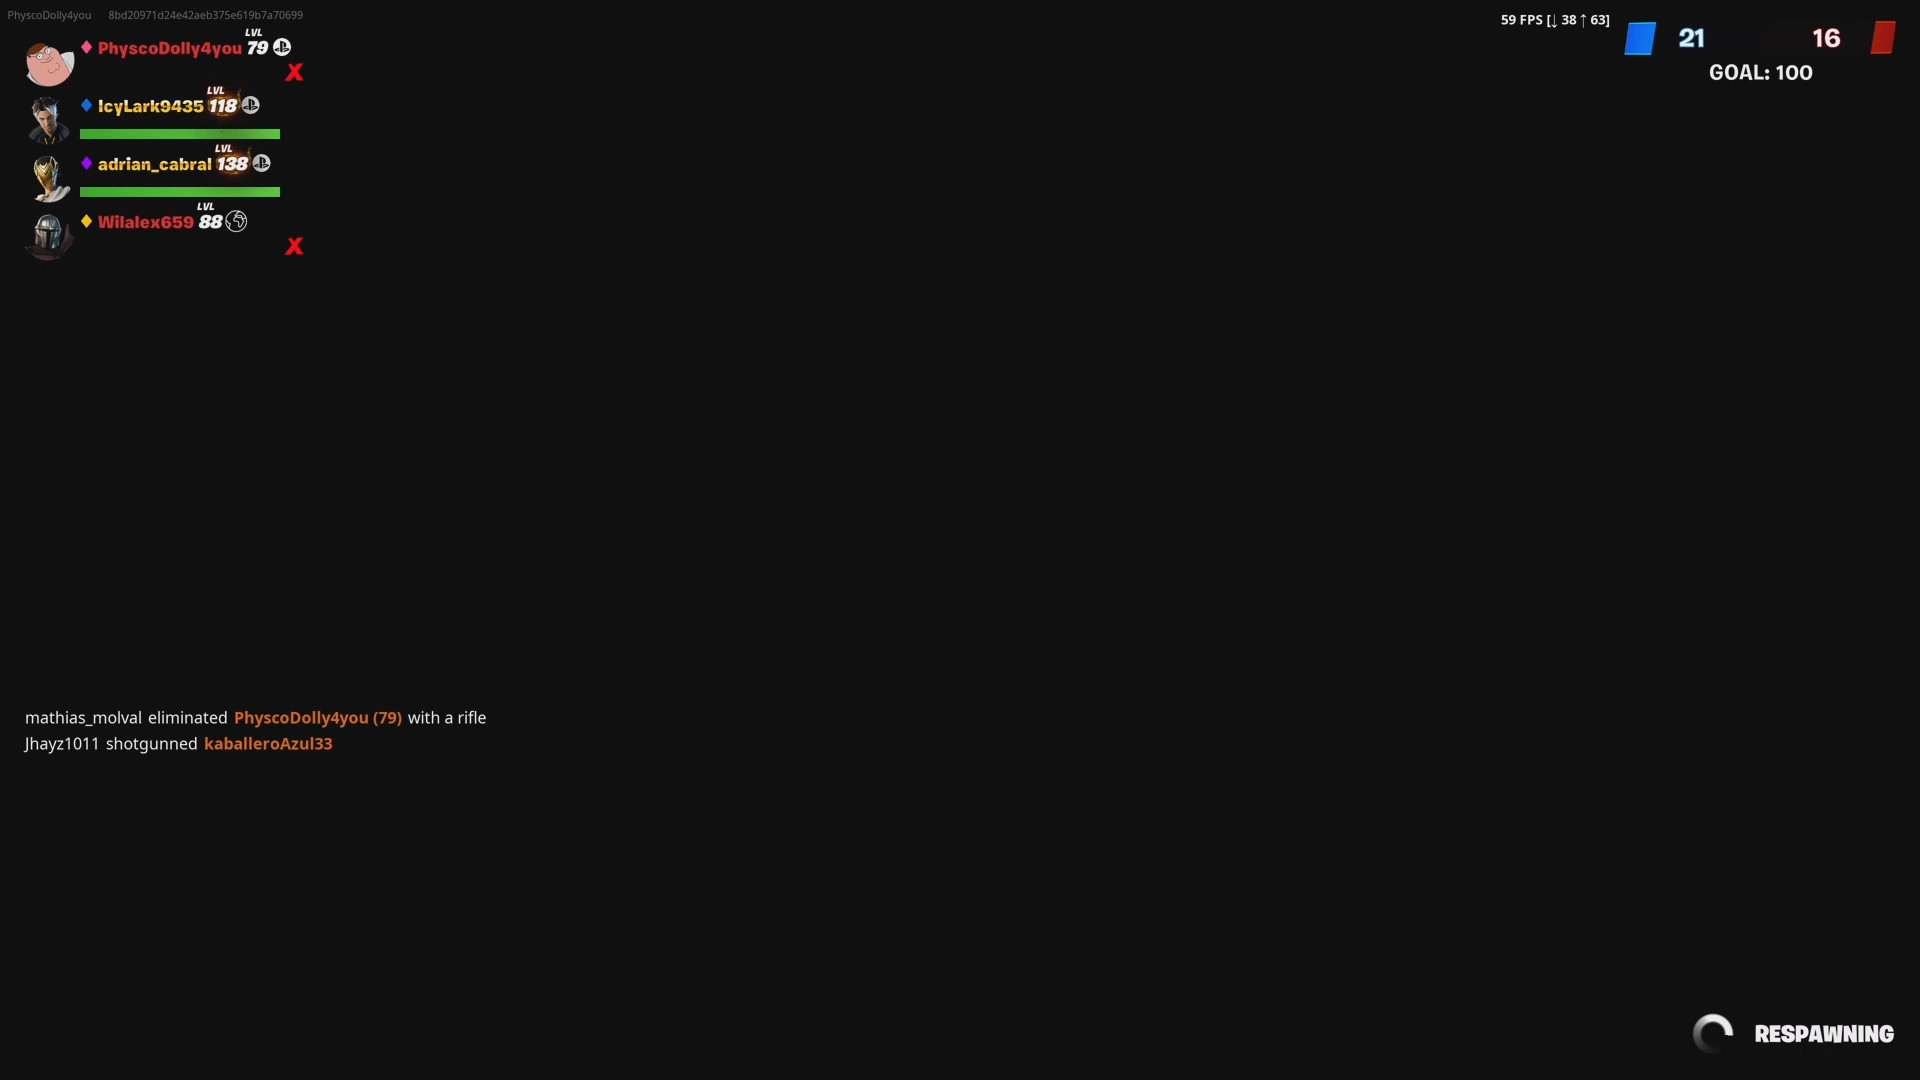 PhyscoDolly4you 8bd20971d24e42aeb375e619b7a70699
59 FPS [↓ 38 ↑ 63]
21 16
GOAL: 100
LVL
PhyscoDolly4you 79
X
LVL
IcyLark9435 118
LVL
adrian_cabral 138
LVL
Wilalex659 88
X
mathias_molval eliminated PhyscoDolly4you (79) with a rifle
Jhayz1011 shotgunned kaballeroAzul33
RESPAWNING